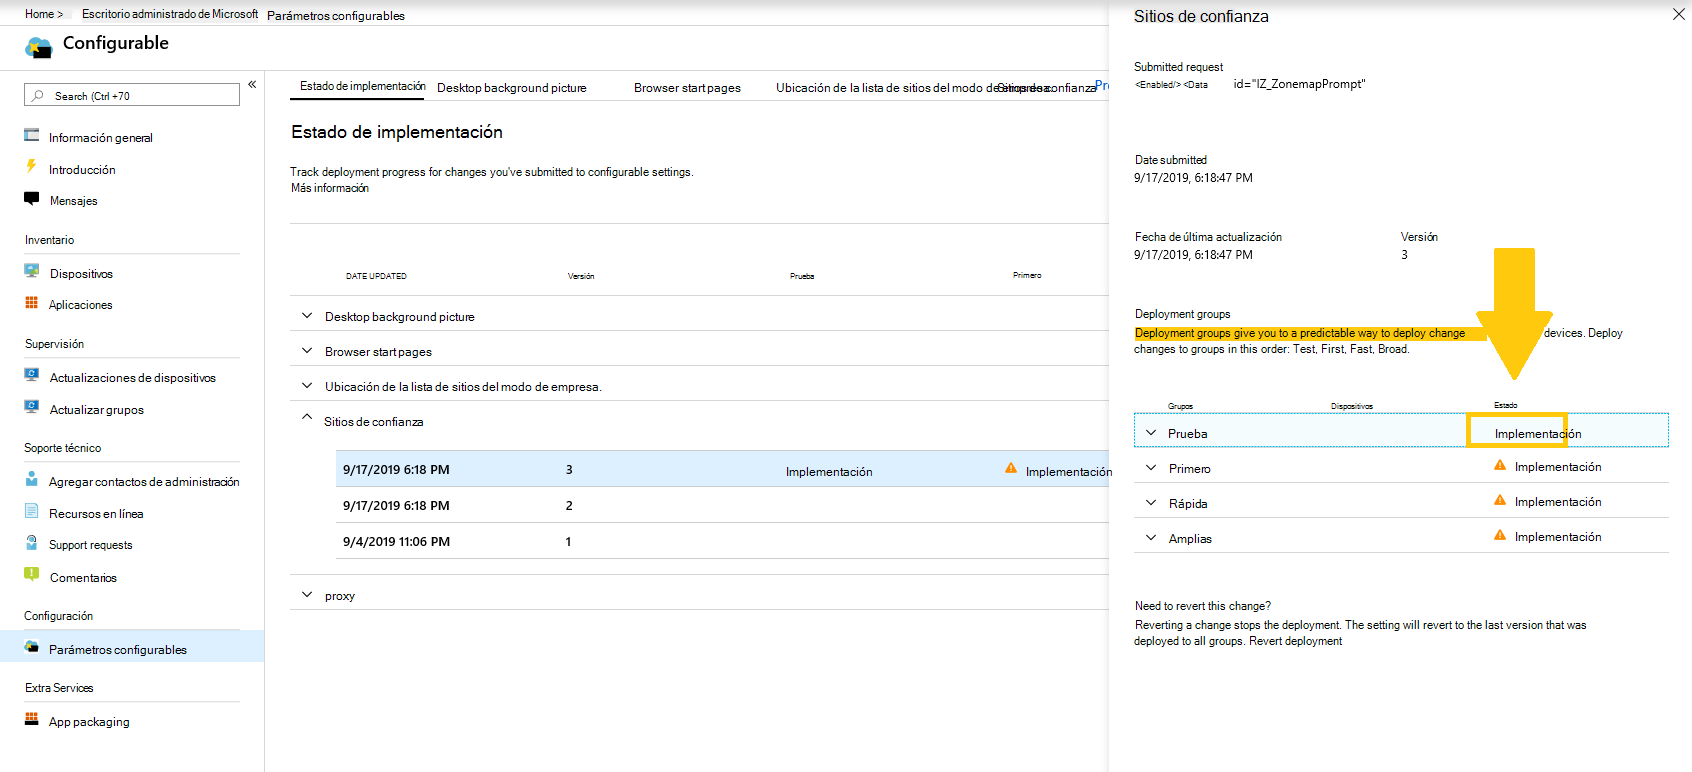 Home > Escritorio administrado de Microsoft Parámetros configurables
Configurable
Search (Ctrl +70
Información general
Introducción
Mensajes
Inventario
Dispositivos
Aplicaciones
Supervisión
Actualizaciones de dispositivos
Actualizar grupos
Soporte técnico
Agregar contactos de administración
Recursos en línea
Support requests
Comentarios
Configuración
Parámetros configurables
Extra Services
App packaging
Estado de implementación Desktop background picture Browser start pages Ubicación de la lista de sitios del modo de empresa. Sitios de confianza Pr
Estado de implementación
Track deployment progress for changes you've submitted to configurable settings.
Más información
DATE UPDATED Versión Prueba Primero
Desktop background picture
Browser start pages
Ubicación de la lista de sitios del modo de empresa.
Sitios de confianza
9/17/2019 6:18 PM 3 Implementación Implementación
9/17/2019 6:18 PM 2
9/4/2019 11:06 PM 1
proxy
Sitios de confianza
Submitted request
<Enabled/> <Data id="IZ_ZonemapPrompt"
Date submitted
9/17/2019, 6:18:47 PM
Fecha de última actualización Versión
9/17/2019, 6:18:47 PM 3
Deployment groups
Deployment groups give you to a predictable way to deploy change devices. Deploy
changes to groups in this order: Test, First, Fast, Broad.
Grupos Dispositivos Estado
Prueba Implementación
Primero Implementación
Rápida Implementación
Amplias Implementación
Need to revert this change?
Reverting a change stops the deployment. The setting will revert to the last version that was
deployed to all groups. Revert deployment